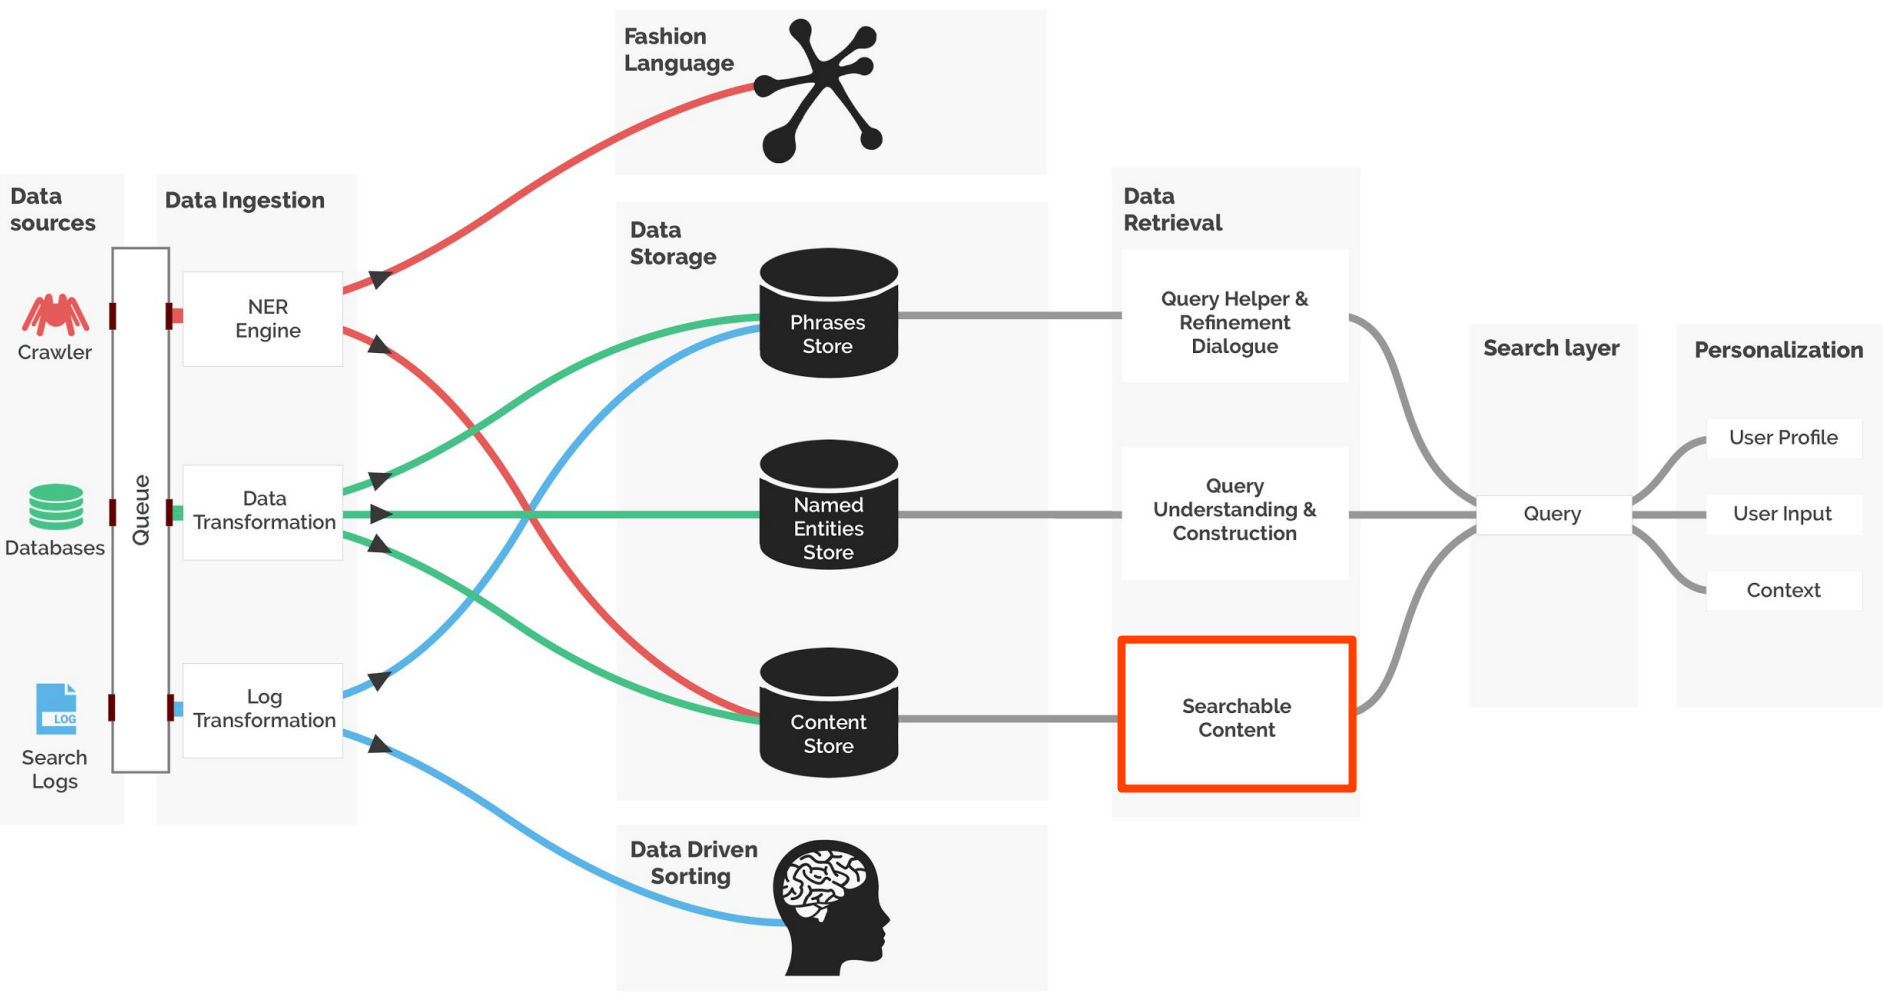 Fashion
Language
Data
sources
Data Ingestion
Data
Storage
Data
Retrieval
Search layer
Personalization
Crawler
Databases
Search
Logs
LOG
Queue
NER
Engine
Data
Transformation
Log
Transformation
Phrases
Store
Named
Entities
Store
Content
Store
Query Helper &
Refinement
Dialogue
Query
Understanding &
Construction
Searchable
Content
Query
User Profile
User Input
Context
Data Driven
Sorting